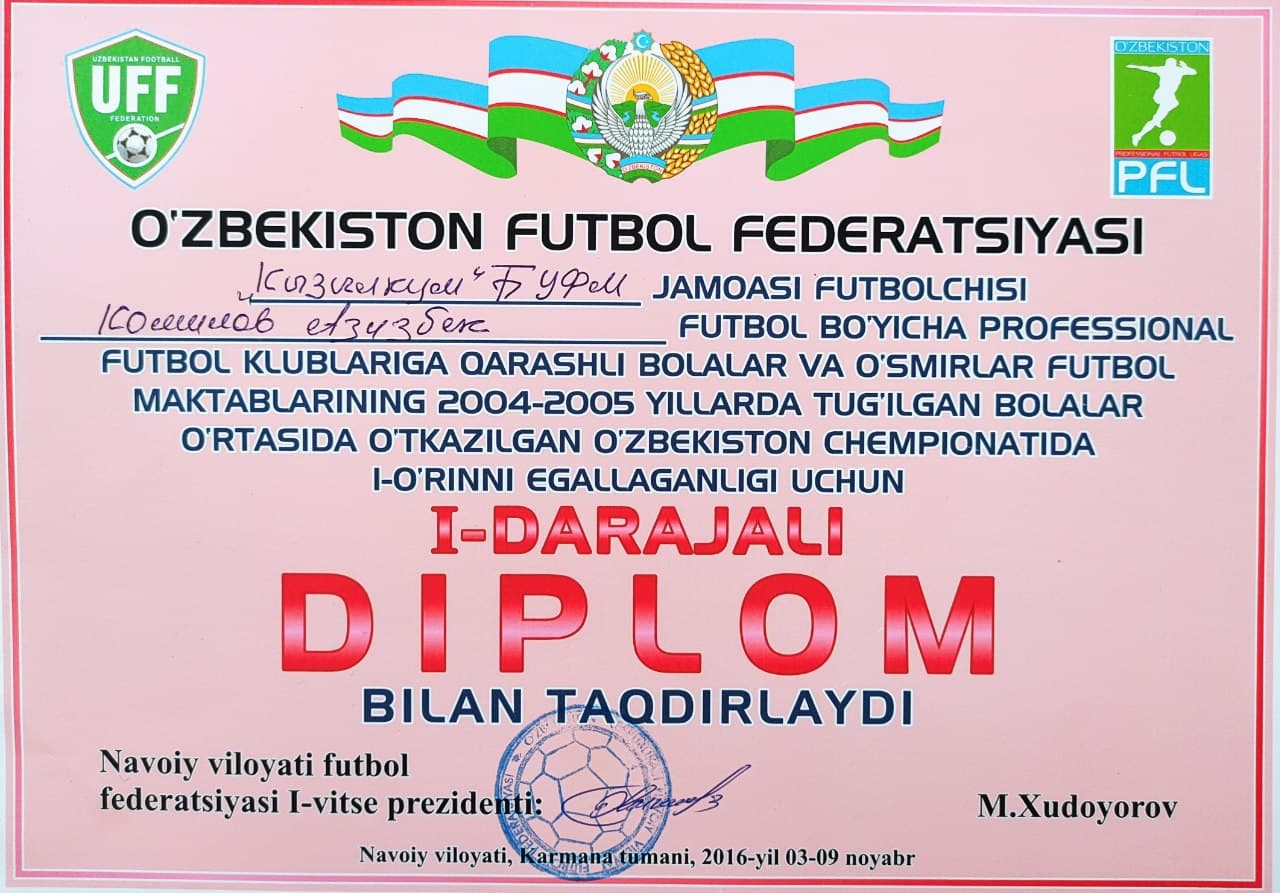 UZBEKISTAN FOOTBALL
UFF
FEDERATION
O'ZBEKISTON
O'ZBEKISTON
PROFESSIONAL FUTBOL LIGASI
PFL
O'ZBEKISTON FUTBOL FEDERATSIYASI
"Кызылкум" БУФМ JAMOASI FUTBOLCHISI
Комилов Азизбек FUTBOL BO'YICHA PROFESSIONAL
FUTBOL KLUBLARIGA QARASHLI BOLALAR VA O'SMIRLAR FUTBOL
MAKTABLARINING 2004-2005 YILLARDA TUG'ILGAN BOLALAR
O'RTASIDA O'TKAZILGAN O'ZBEKISTON CHEMPIONATIDA
I-O'RINNI EGALLAGANLIGI UCHUN
I-DARAJALI
DIPLOM
BILAN TAQDIRLAYDI
Navoiy viloyati futbol
federatsiyasi I-vitse prezidenti:
M.Xudoyorov
Navoiy viloyati, Karmana tumani, 2016-yil 03-09 noyabr